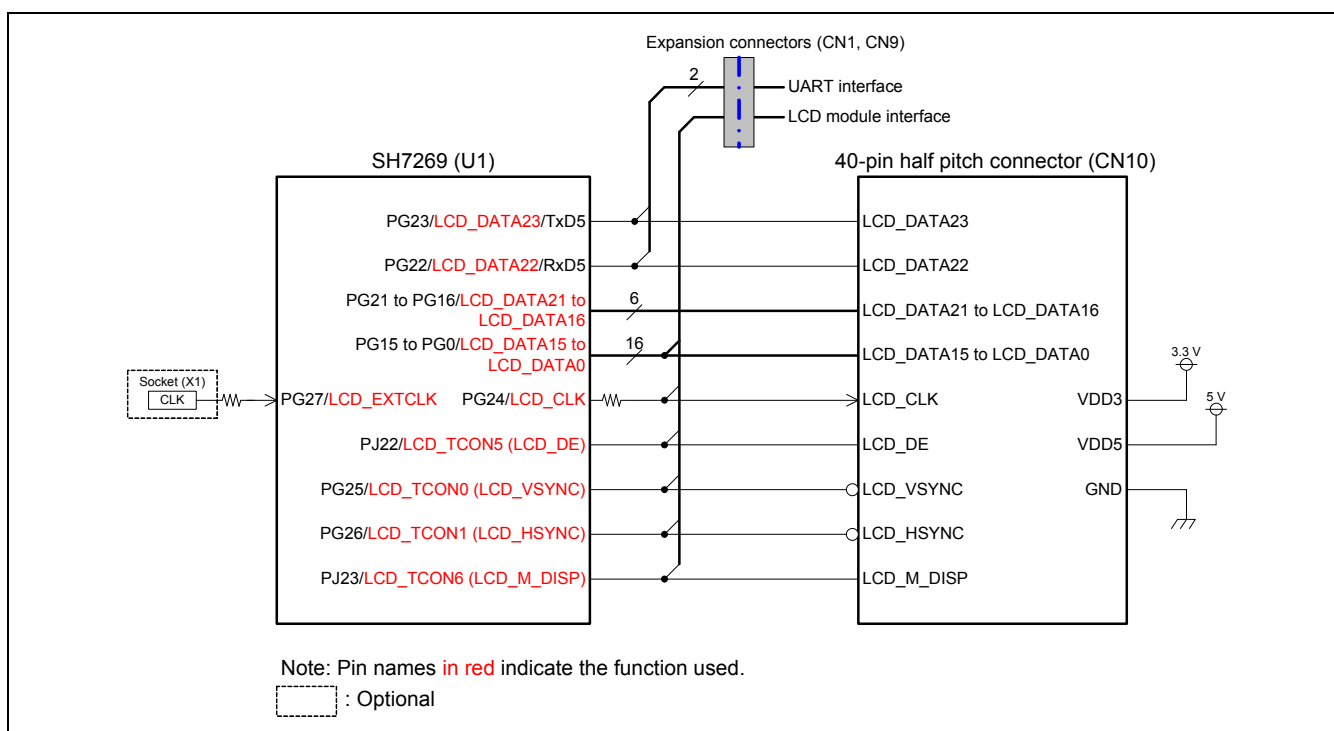 Expansion connectors (CN1, CN9)
2
UART interface
LCD module interface
SH7269 (U1)
40-pin half pitch connector (CN10)
PG23/LCD_DATA23/TxD5
LCD_DATA23
PG22/LCD_DATA22/RxD5
LCD_DATA22
PG21 to PG16/LCD_DATA21 to
LCD_DATA16
6
LCD_DATA21 to LCD_DATA16
PG15 to PG0/LCD_DATA15 to
LCD_DATA0
16
LCD_DATA15 to LCD_DATA0
3.3 V
Socket (X1)
CLK
PG27/LCD_EXTCLK
PG24/LCD_CLK
LCD_CLK
VDD3
5 V
PJ22/LCD_TCON5 (LCD_DE)
LCD_DE
VDD5
PG25/LCD_TCON0 (LCD_VSYNC)
LCD_VSYNC
GND
PG26/LCD_TCON1 (LCD_HSYNC)
LCD_HSYNC
PJ23/LCD_TCON6 (LCD_M_DISP)
LCD_M_DISP
Note: Pin names in red indicate the function used.
: Optional